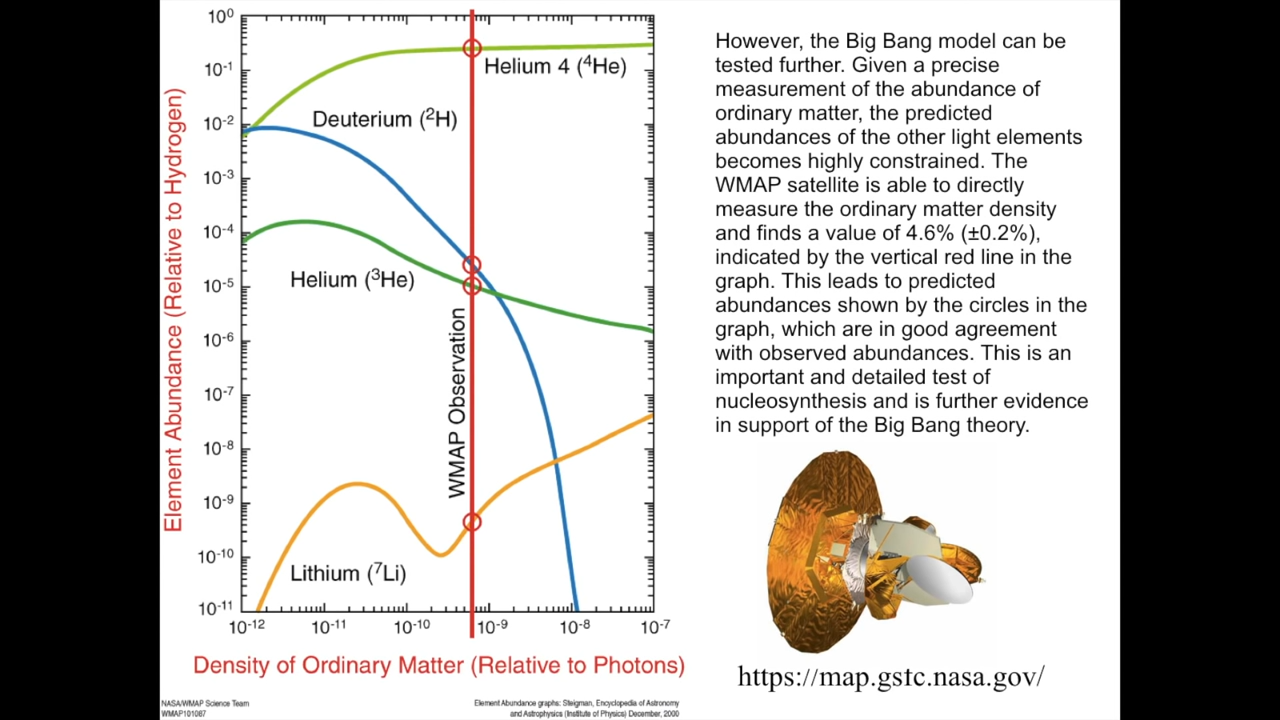 10⁰
10⁻¹
10⁻²
10⁻³
10⁻⁴
10⁻⁵
10⁻⁶
10⁻⁷
10⁻⁸
10⁻⁹
10⁻¹⁰
10⁻¹¹
Element Abundance (Relative to Hydrogen)
Helium 4 (⁴He)
Deuterium (²H)
Helium (³He)
WMAP Observation
Lithium (⁷Li)
10⁻¹² 10⁻¹¹ 10⁻¹⁰ 10⁻⁹ 10⁻⁸ 10⁻⁷
Density of Ordinary Matter (Relative to Photons)
NASA/WMAP Science Team
WMAP101087
Element Abundance graphs: Steigman, Encyclopedia of Astronomy
and Astrophysics (Institute of Physics) December, 2000
However, the Big Bang model can be
tested further. Given a precise
measurement of the abundance of
ordinary matter, the predicted
abundances of the other light elements
becomes highly constrained. The
WMAP satellite is able to directly
measure the ordinary matter density
and finds a value of 4.6% (±0.2%),
indicated by the vertical red line in the
graph. This leads to predicted
abundances shown by the circles in the
graph, which are in good agreement
with observed abundances. This is an
important and detailed test of
nucleosynthesis and is further evidence
in support of the Big Bang theory.
https://map.gsfc.nasa.gov/